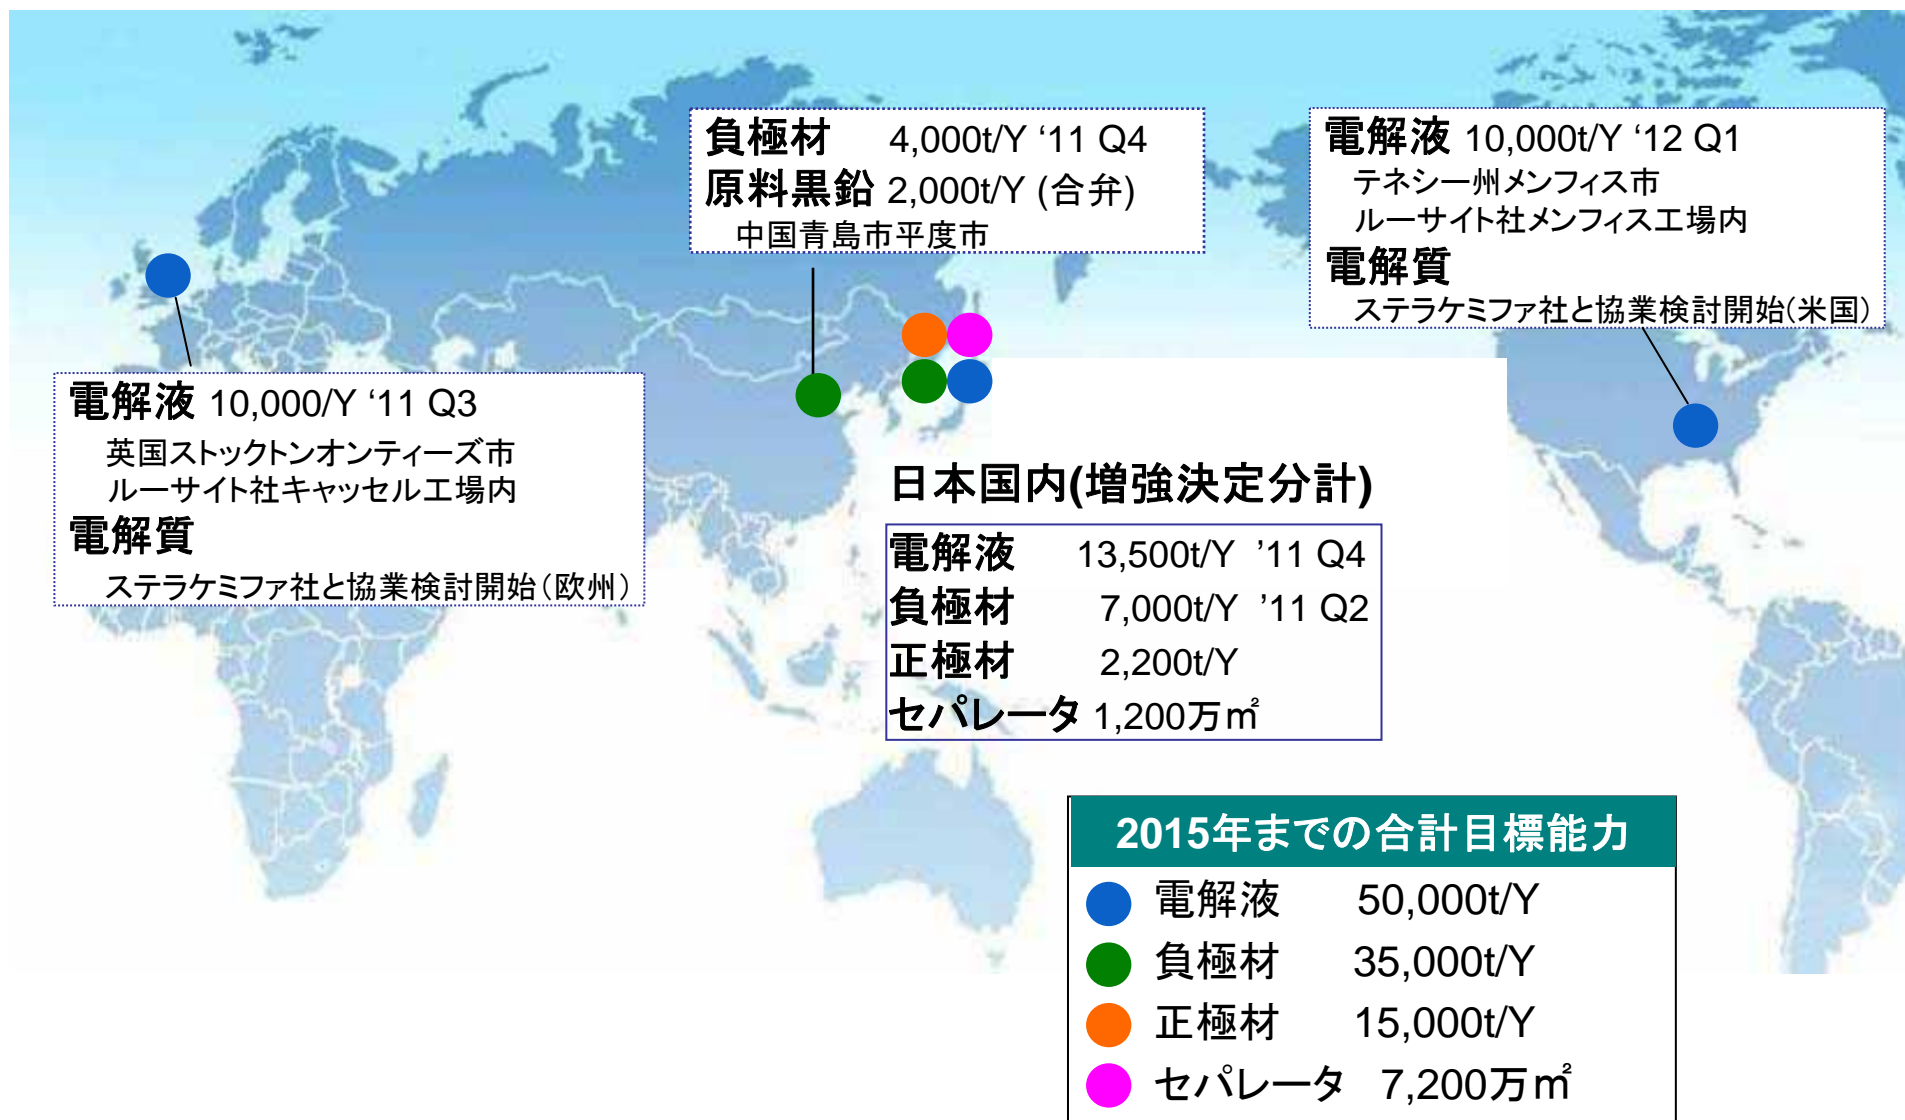 負極材 4,000t/Y ‘11 Q4
原料黒鉛 2,000t/Y (合弁)
中国青島市平度市
電解液 10,000t/Y ‘12 Q1
テネシー州メンフィス市
ルーサイト社メンフィス工場内
電解質
ステラケミファ社と協業検討開始(米国)
電解液 10,000/Y ‘11 Q3
英国ストックトンオンティーズ市
ルーサイト社キャッセル工場内
電解質
ステラケミファ社と協業検討開始(欧州)
日本国内(増強決定分計)
電解液 13,500t/Y ’11 Q4
負極材 7,000t/Y ’11 Q2
正極材 2,200t/Y
セパレータ 1,200万㎡
2015年までの合計目標能力
電解液 50,000t/Y
負極材 35,000t/Y
正極材 15,000t/Y
セパレータ 7,200万㎡